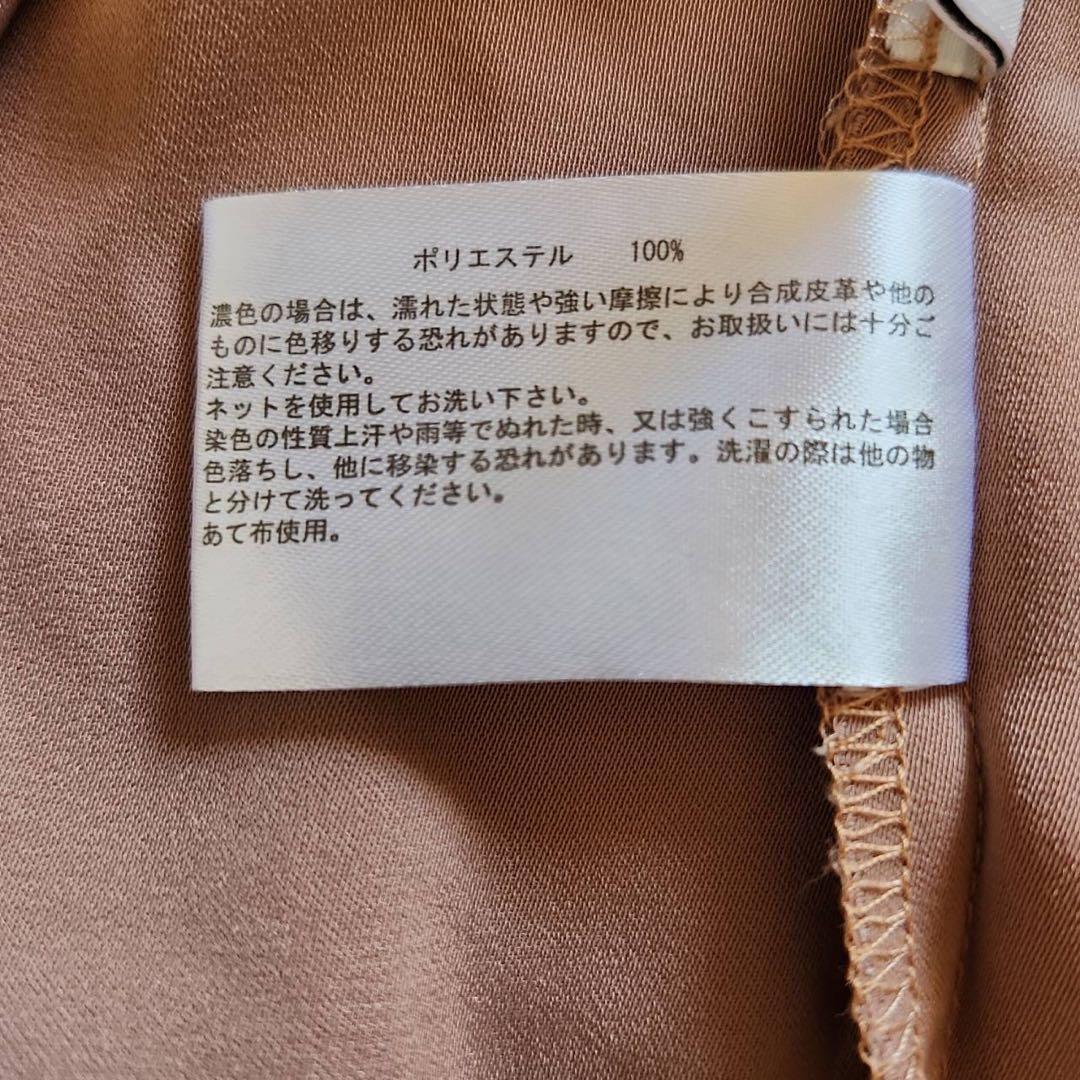 ポリエステル 100%
濃色の場合は、濡れた状態や強い摩擦により合成皮革や他の
ものに色移りする恐れがありますので、お取扱いには十分ご
注意ください。
ネットを使用してお洗い下さい。
染色の性質上汗や雨等でぬれた時、又は強くこすられた場合
色落ちし、他に移染する恐れがあります。洗濯の際は他の物
と分けて洗ってください。
あて布使用。